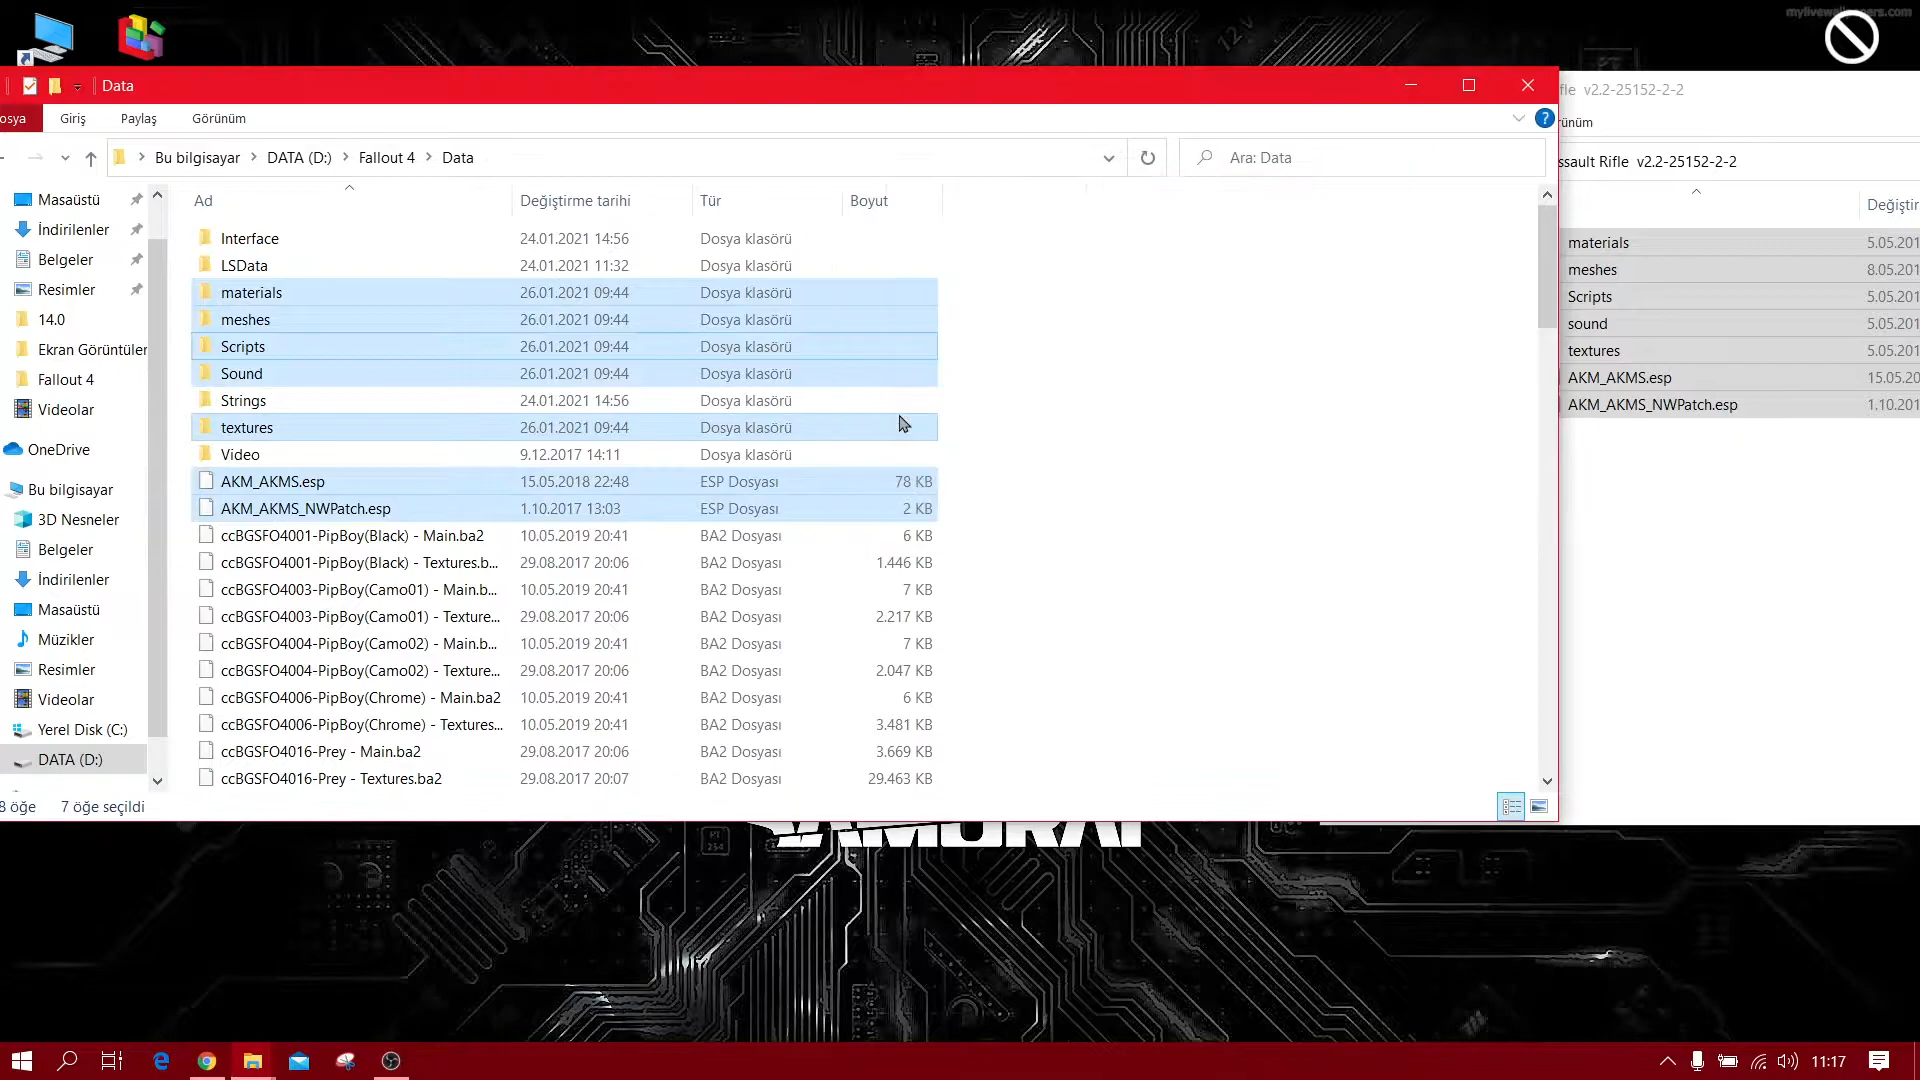 mylivewallpapers.com
Data
osya
Giriş
Paylaş
Görünüm
?
Bu bilgisayar
DATA (D:)
Fallout 4
Data
Ara: Data
Masaüstü
İndirilenler
Belgeler
Resimler
14.0
Ekran Görüntüler
Fallout 4
Videolar
OneDrive
Bu bilgisayar
3D Nesneler
Belgeler
İndirilenler
Masaüstü
Müzikler
Resimler
Videolar
Yerel Disk (C:)
DATA (D:)
Ad Değiştirme tarihi Tür Boyut
Interface 24.01.2021 14:56 Dosya klasörü
LSData 24.01.2021 11:32 Dosya klasörü
materials 26.01.2021 09:44 Dosya klasörü
meshes 26.01.2021 09:44 Dosya klasörü
Scripts 26.01.2021 09:44 Dosya klasörü
Sound 26.01.2021 09:44 Dosya klasörü
Strings 24.01.2021 14:56 Dosya klasörü
textures 26.01.2021 09:44 Dosya klasörü
Video 9.12.2017 14:11 Dosya klasörü
AKM_AKMS.esp 15.05.2018 22:48 ESP Dosyası 78 KB
AKM_AKMS_NWPatch.esp 1.10.2017 13:03 ESP Dosyası 2 KB
ccBGSFO4001-PipBoy(Black) - Main.ba2 10.05.2019 20:41 BA2 Dosyası 6 KB
ccBGSFO4001-PipBoy(Black) - Textures.b... 29.08.2017 20:06 BA2 Dosyası 1.446 KB
ccBGSFO4003-PipBoy(Camo01) - Main.b... 10.05.2019 20:41 BA2 Dosyası 7 KB
ccBGSFO4003-PipBoy(Camo01) - Texture... 29.08.2017 20:06 BA2 Dosyası 2.217 KB
ccBGSFO4004-PipBoy(Camo02) - Main.b... 10.05.2019 20:41 BA2 Dosyası 7 KB
ccBGSFO4004-PipBoy(Camo02) - Texture... 29.08.2017 20:06 BA2 Dosyası 2.047 KB
ccBGSFO4006-PipBoy(Chrome) - Main.ba2 10.05.2019 20:41 BA2 Dosyası 6 KB
ccBGSFO4006-PipBoy(Chrome) - Textures... 10.05.2019 20:41 BA2 Dosyası 3.481 KB
ccBGSFO4016-Prey - Main.ba2 29.08.2017 20:06 BA2 Dosyası 3.669 KB
ccBGSFO4016-Prey - Textures.ba2 29.08.2017 20:07 BA2 Dosyası 29.463 KB
8 öğe 7 öğe seçildi
fle v2.2-25152-2-2
rünüm
ssault Rifle v2.2-25152-2-2
Değiştir
materials 5.05.201
meshes 8.05.201
Scripts 5.05.201
sound 5.05.201
textures 5.05.201
AKM_AKMS.esp 15.05.20
AKM_AKMS_NWPatch.esp 1.10.201
SAMURAI
PT
254
11:17